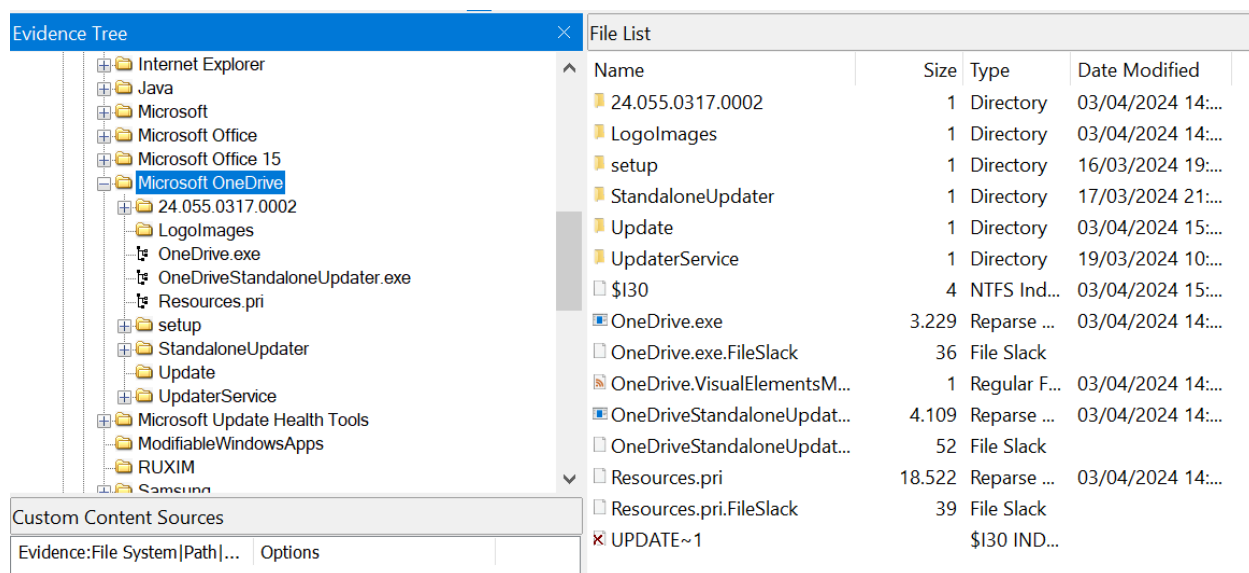 Evidence Tree
Internet Explorer
Java
Microsoft
Microsoft Office
Microsoft Office 15
Microsoft OneDrive
24.055.0317.0002
LogoImages
OneDrive.exe
OneDriveStandaloneUpdater.exe
Resources.pri
setup
StandaloneUpdater
Update
UpdaterService
Microsoft Update Health Tools
ModifiableWindowsApps
RUXIM
Samsung
Custom Content Sources
Evidence:File System|Path|... Options
File List
Name Size Type Date Modified
24.055.0317.0002 1 Directory 03/04/2024 14:...
LogoImages 1 Directory 03/04/2024 14:...
setup 1 Directory 16/03/2024 19:...
StandaloneUpdater 1 Directory 17/03/2024 21:...
Update 1 Directory 03/04/2024 15:...
UpdaterService 1 Directory 19/03/2024 10:...
$I30 4 NTFS Ind... 03/04/2024 15:...
OneDrive.exe 3.229 Reparse ... 03/04/2024 14:...
OneDrive.exe.FileSlack 36 File Slack
OneDrive.VisualElementsM... 1 Regular F... 03/04/2024 14:...
OneDriveStandaloneUpdat... 4.109 Reparse ... 03/04/2024 14:...
OneDriveStandaloneUpdat... 52 File Slack
Resources.pri 18.522 Reparse ... 03/04/2024 14:...
Resources.pri.FileSlack 39 File Slack
UPDATE~1 $I30 IND...